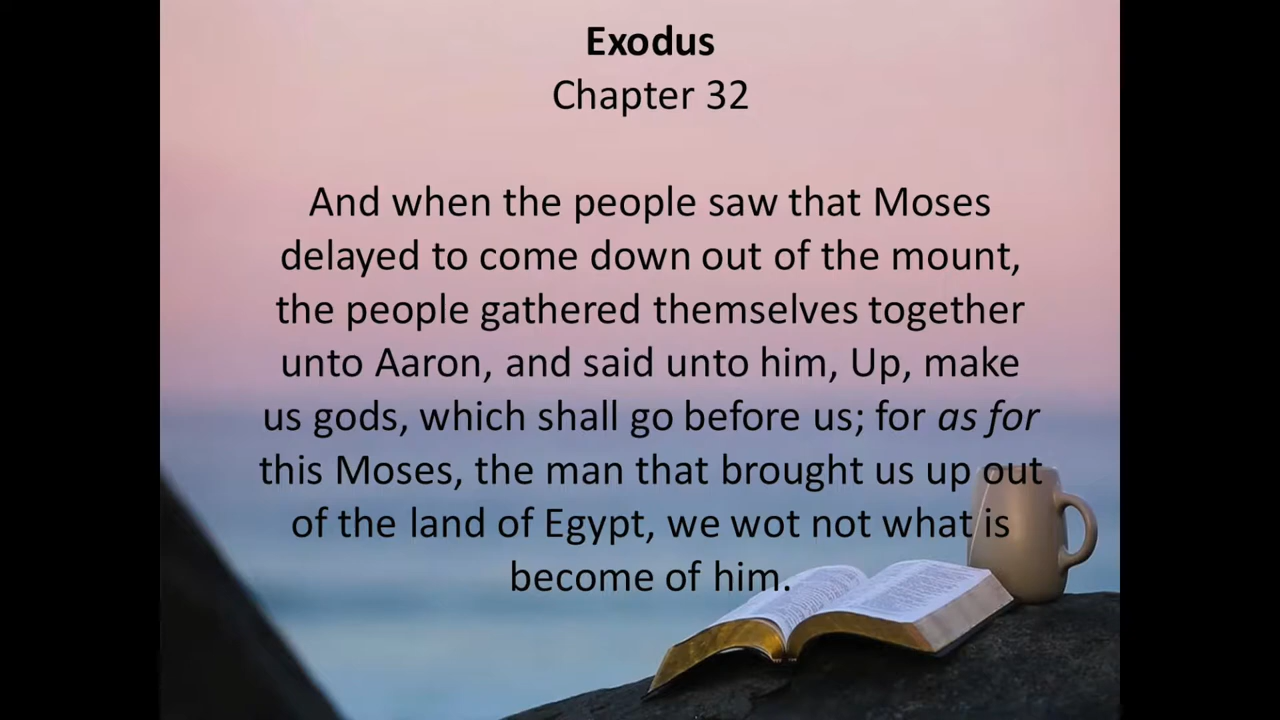 Exodus
Chapter 32
And when the people saw that Moses
delayed to come down out of the mount,
the people gathered themselves together
unto Aaron, and said unto him, Up, make
us gods, which shall go before us; for as for
this Moses, the man that brought us up out
of the land of Egypt, we wot not what is
become of him.